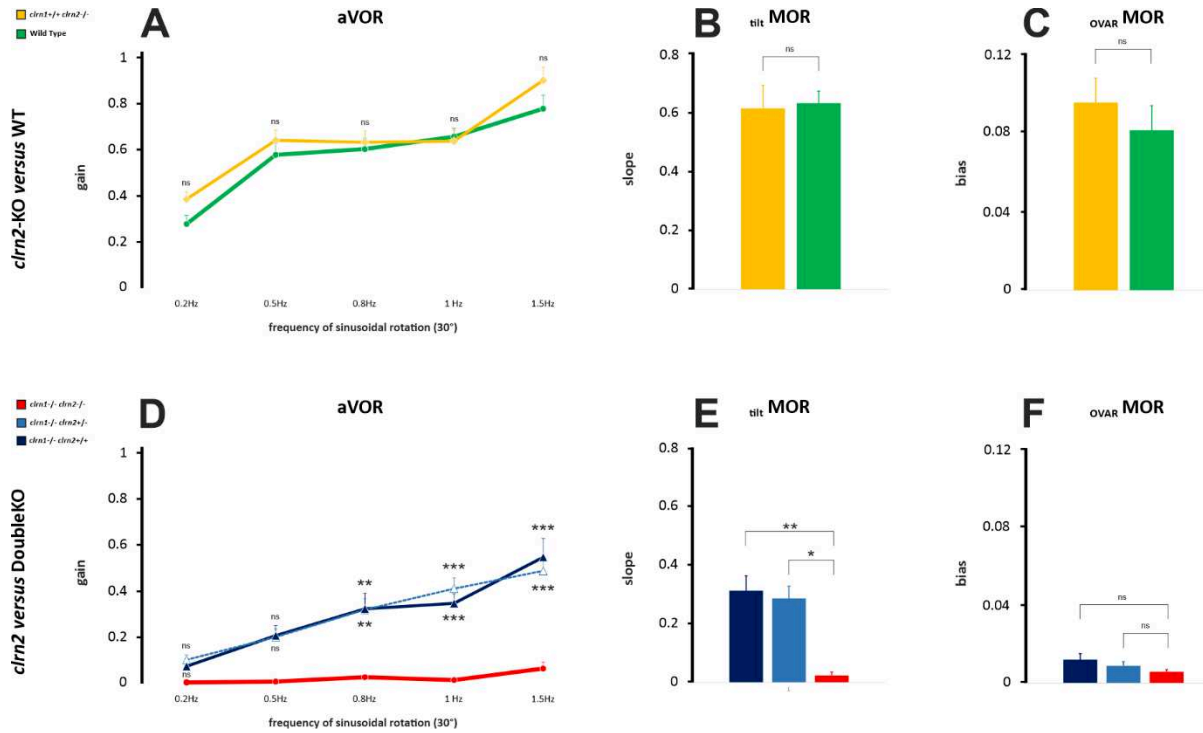 clrn1+/+ clrn2-/-
Wild Type
clrn2-KO versus WT
A
aVOR
gain
1
0.8
0.6
0.4
0.2
0
ns
ns
ns
ns
ns
0.2Hz
0.5Hz
0.8Hz
1 Hz
1.5Hz
frequency of sinusoidal rotation (30°)
B
tilt MOR
slope
0.8
0.6
0.4
0.2
0
ns
C
OVAR MOR
bias
0.12
0.08
0.04
0
ns
clrn1-/- clrn2-/-
clrn1-/- clrn2+/-
clrn1-/- clrn2+/+
clrn2 versus DoubleKO
D
aVOR
gain
1
0.8
0.6
0.4
0.2
0
ns
ns
ns
ns
**
**
***
***
***
***
0.2Hz
0.5Hz
0.8Hz
1 Hz
1.5Hz
frequency of sinusoidal rotation (30°)
E
tilt MOR
slope
0.8
0.6
0.4
0.2
0
**
*
F
OVAR MOR
bias
0.12
0.08
0.04
0
ns
ns